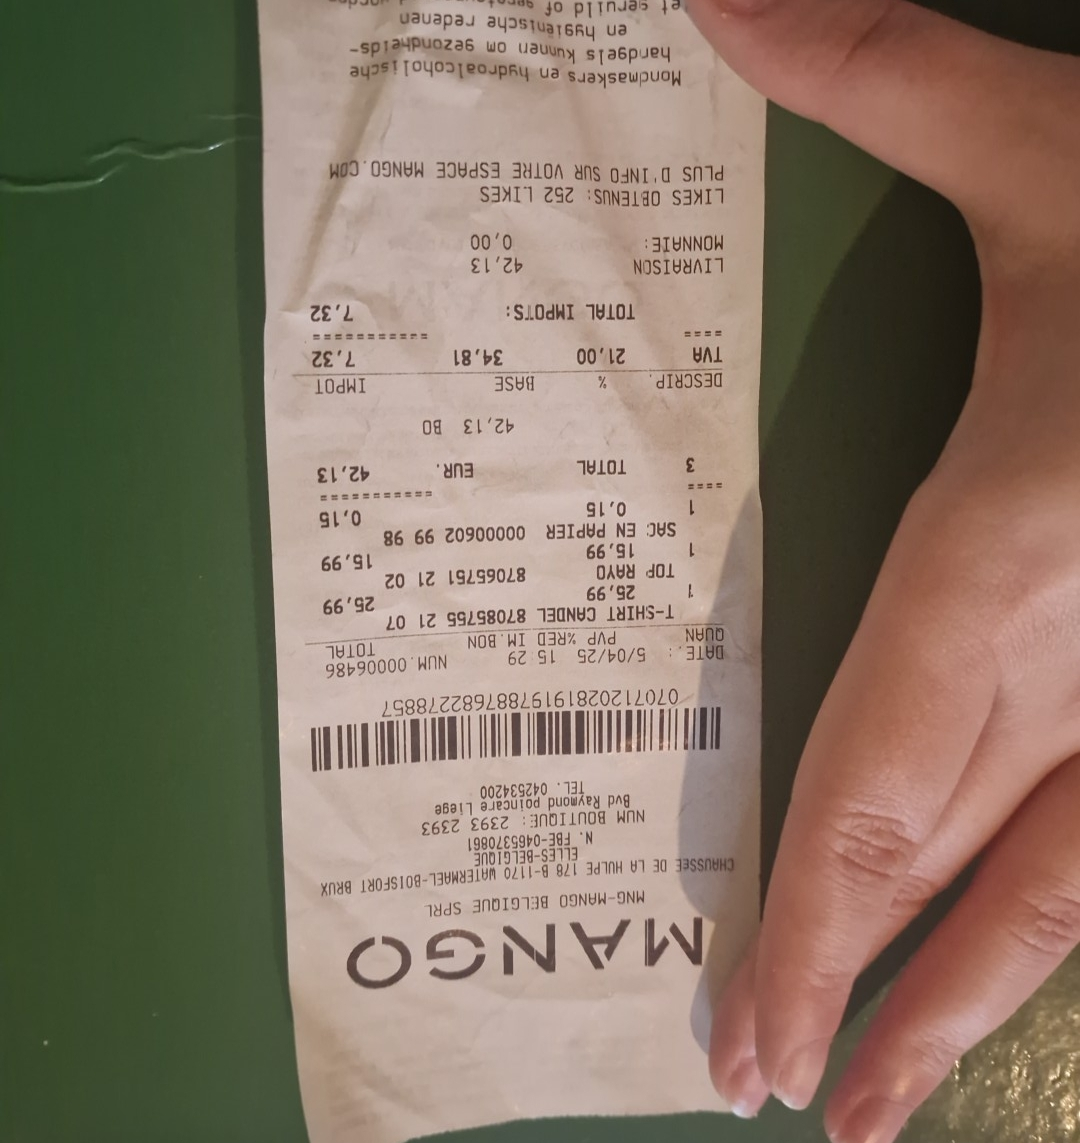 MANGO
MNG-MANGO BELGIQUE SPRL
CHAUSSEE DE LA HULPE 178 B-1170 WATERMAEL-BOISFORT BRUX
ELLES-BELGIQUE
N. FBE-0465370861
NUM BOUTIQUE: 2393 2393
Bvd Raymond poincare Liege
TEL. 042534200
07071120281919788768227885​7
DATE.: 5/04/25 15:29 NUM.00006486
QUAN PVP %RED IM.BON TOTAL
T-SHIRT CANDEL 87085755 21 07
1 25,99 25,99
TOP RAYO 87065751 21 02
1 15,99 15,99
SAC EN PAPIER 00000602 99 98
1 0,15 0,15
==== ============
3 TOTAL EUR. 42,13
42,13 BO
DESCRIP. % BASE IMPOT
TVA 21,00 34,81 7,32
==== ============
TOTAL IMPOTS: 7,32
LIVRAISON 42,13
MONNAIE: 0,00
LIKES OBTENUS: 252 LIKES
PLUS D'INFO SUR VOTRE ESPACE MANGO.COM
Mondmaskers en hydroalcoholische
handgels kunnen om gezondheids-
en hygiënische redenen
et geruild of